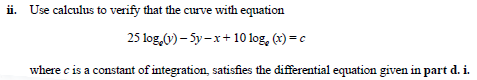 ii. Use calculus to verify that the curve with equation
25 logₑ(y) – 5y – x + 10 logₑ (x) = c
where c is a constant of integration, satisfies the differential equation given in part d. i.